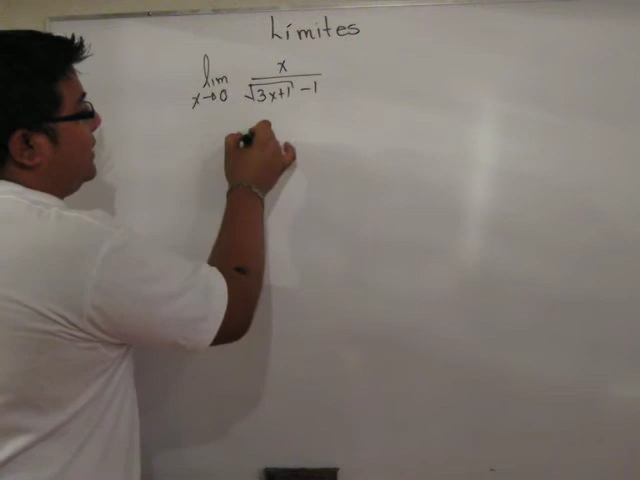 Límites
lim x→0 x / √(3x+1) - 1